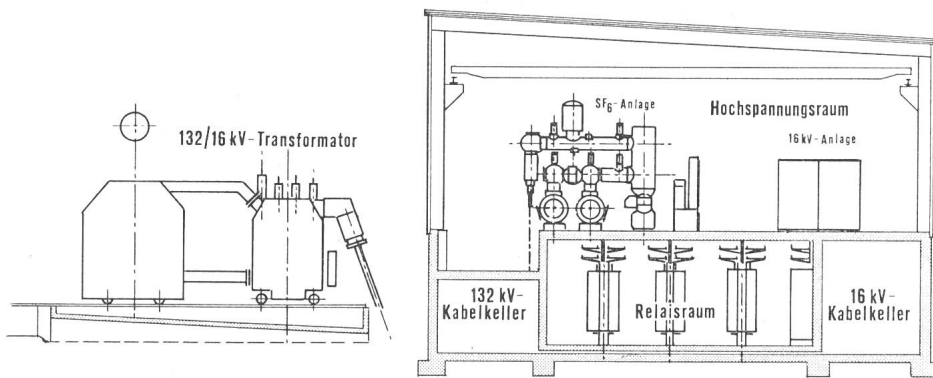 132/16 kV-Transformator
SF6-Anlage
Hochspannungsraum
16 kV-Anlage
132 kV-
Kabelkeller
Relaisraum
16 kV-
Kabelkeller